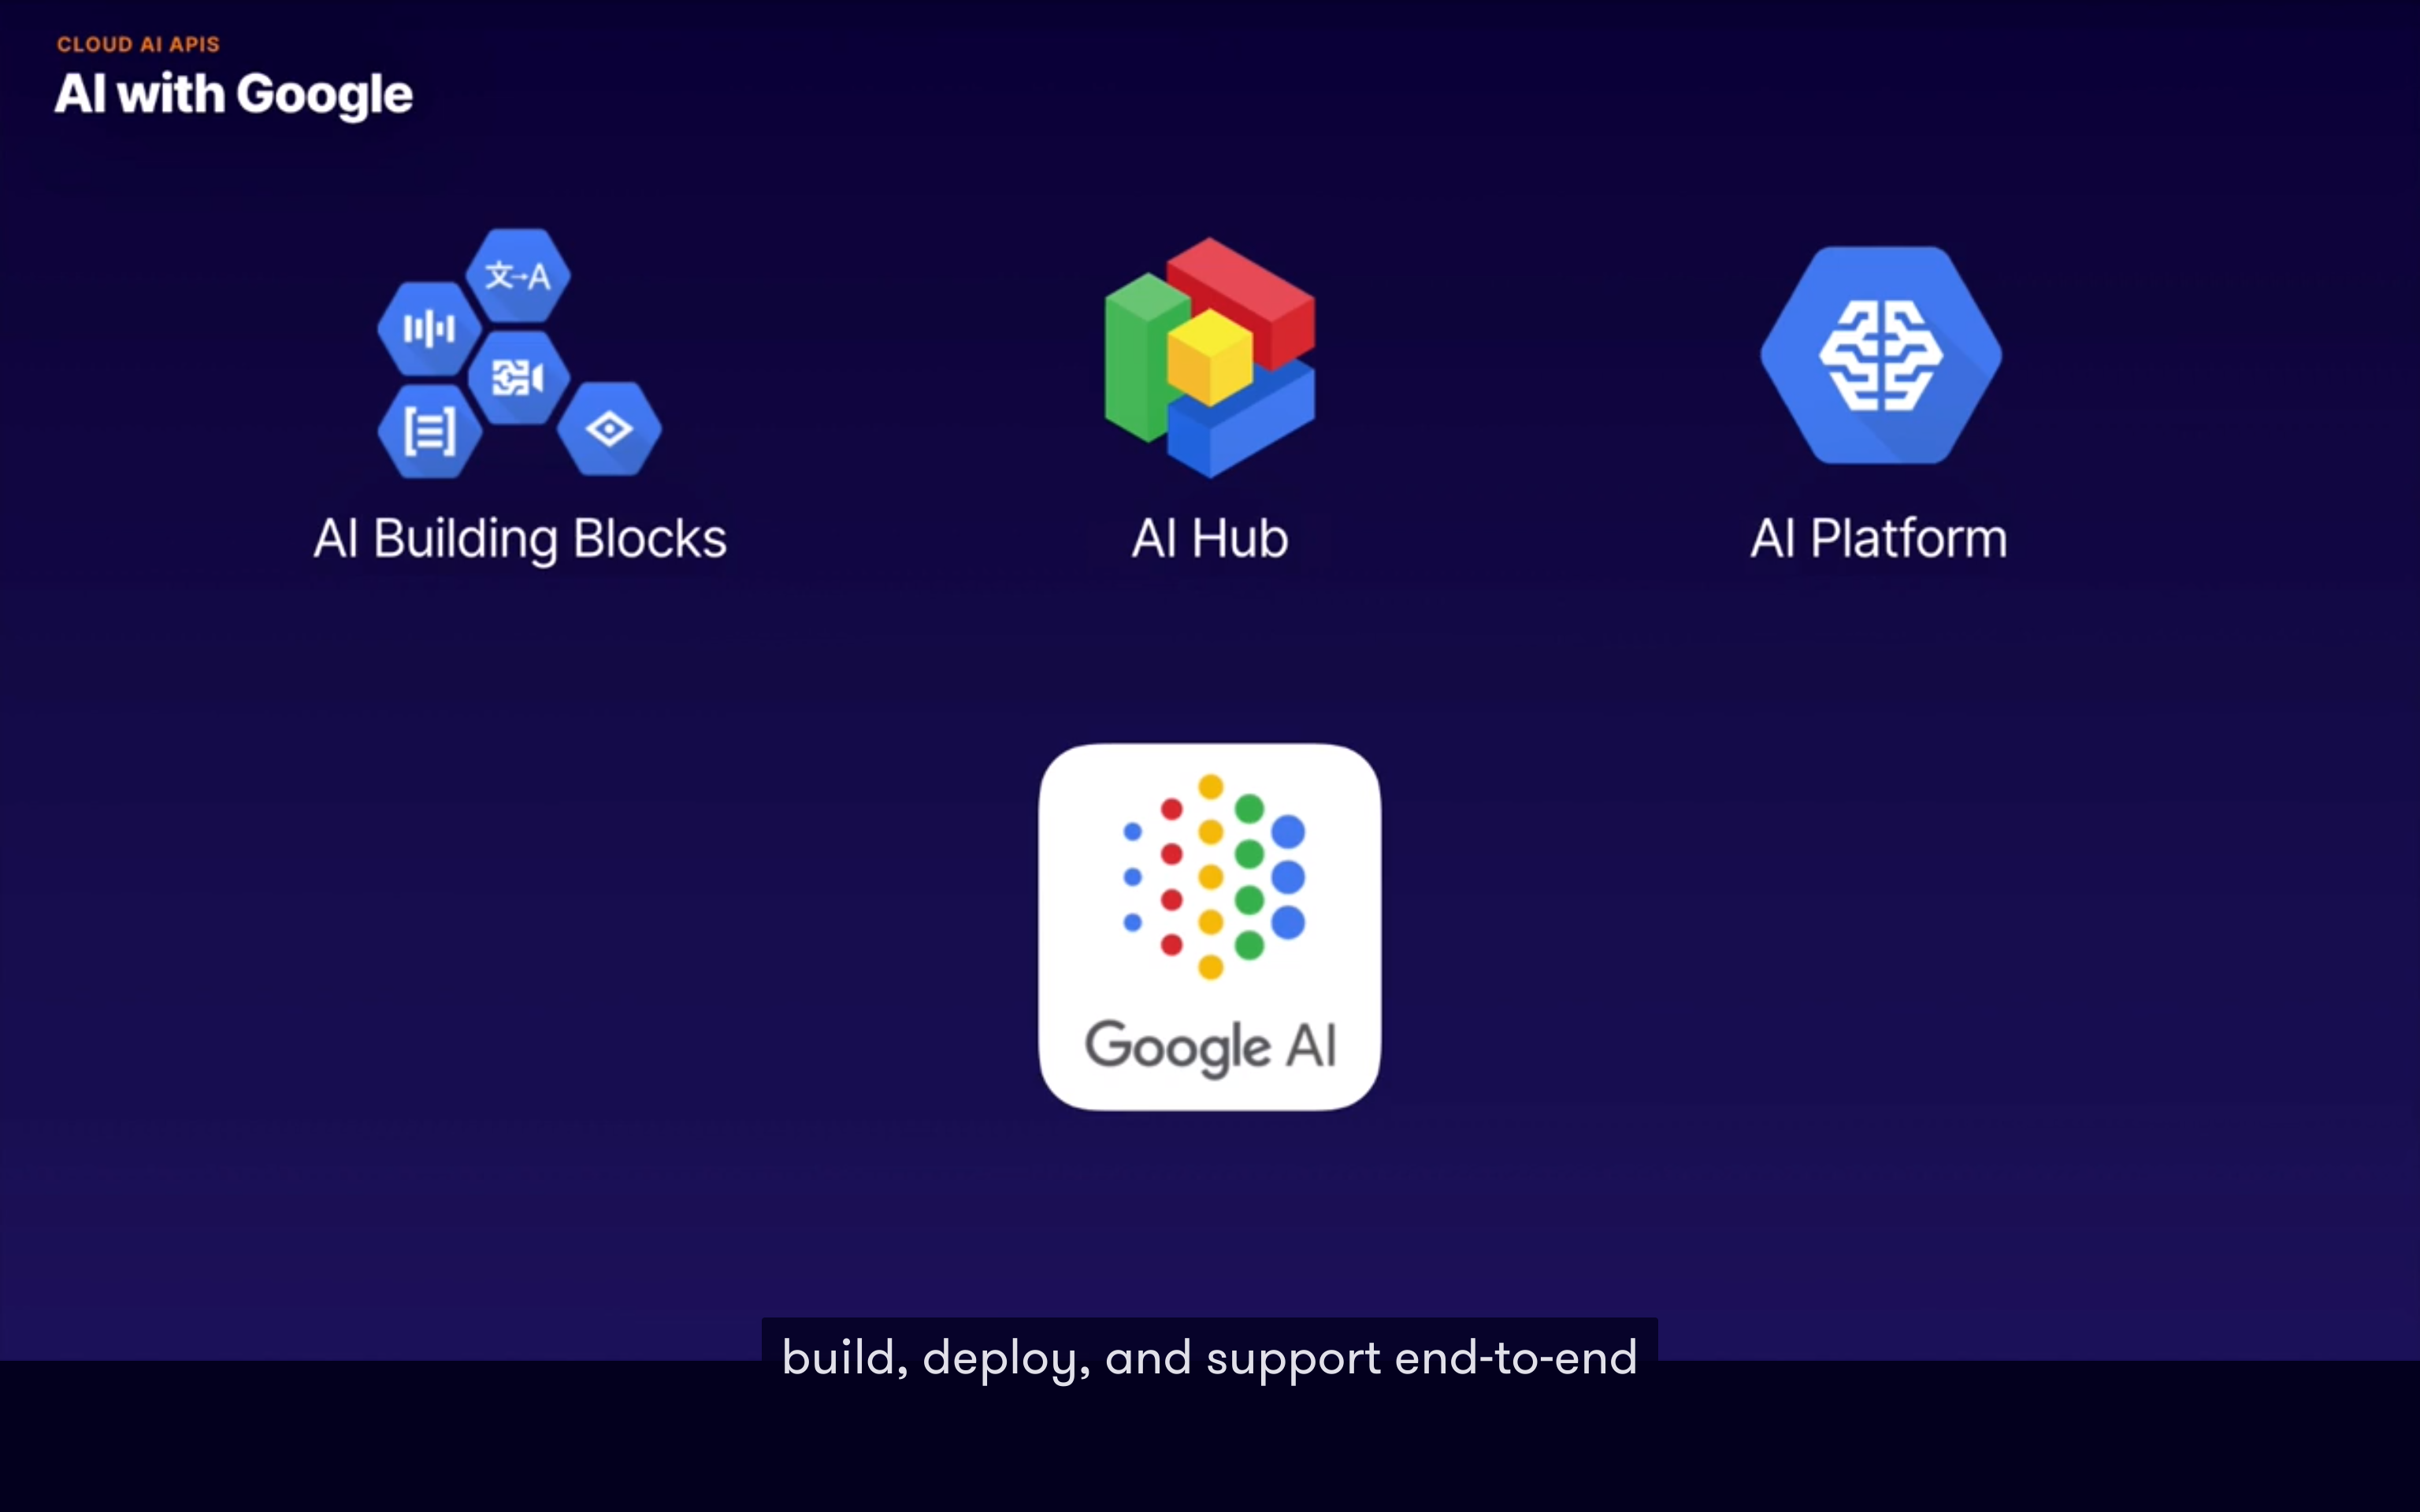 CLOUD AI APIS
AI with Google
文→A
AI Building Blocks
AI Hub
AI Platform
Google AI
build, deploy, and support end-to-end